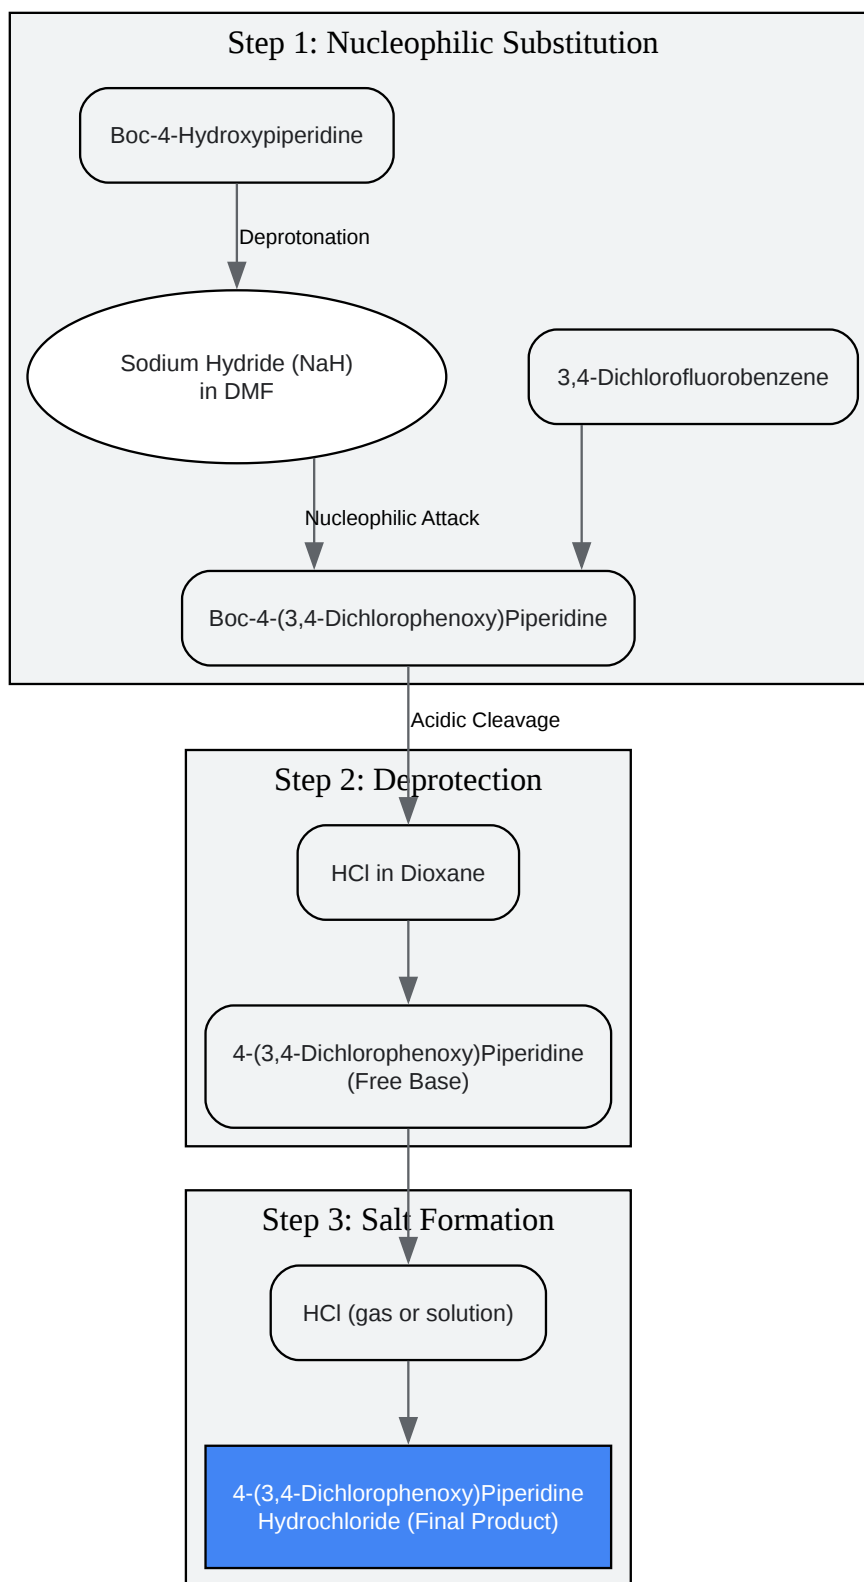 Step 1: Nucleophilic Substitution
Boc-4-Hydroxypiperidine
Deprotonation
Sodium Hydride (NaH)
in DMF
3,4-Dichlorofluorobenzene
Nucleophilic Attack
Boc-4-(3,4-Dichlorophenoxy)Piperidine
Acidic Cleavage
Step 2: Deprotection
HCl in Dioxane
4-(3,4-Dichlorophenoxy)Piperidine
(Free Base)
Step 3: Salt Formation
HCl (gas or solution)
4-(3,4-Dichlorophenoxy)Piperidine
Hydrochloride (Final Product)